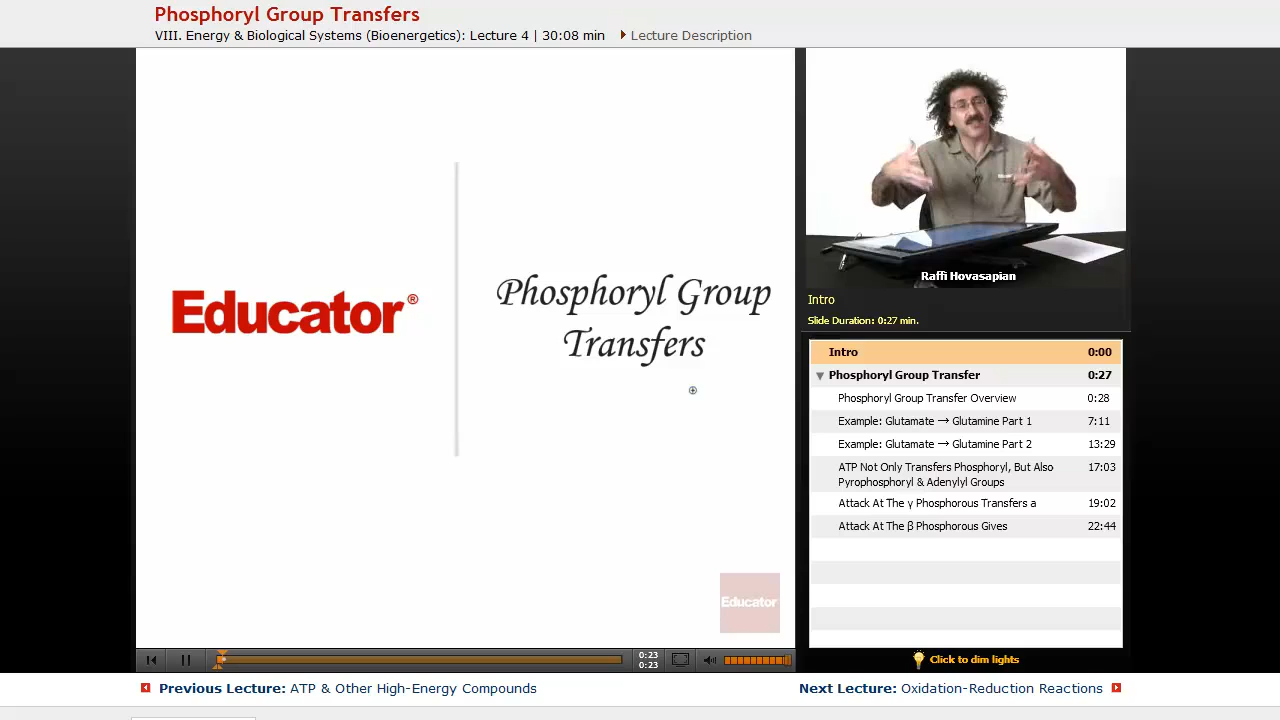 Phosphoryl Group Transfers
VIII. Energy & Biological Systems (Bioenergetics): Lecture 4 | 30:08 min Lecture Description
Educator®
Phosphoryl Group
Transfers
Educator
0:23
0:23
Raffi Hovasapian
Intro
Slide Duration: 0:27 min.
Intro 0:00
Phosphoryl Group Transfer 0:27
Phosphoryl Group Transfer Overview 0:28
Example: Glutamate → Glutamine Part 1 7:11
Example: Glutamate → Glutamine Part 2 13:29
ATP Not Only Transfers Phosphoryl, But Also 17:03
Pyrophosphoryl & Adenylyl Groups
Attack At The γ Phosphorous Transfers a 19:02
Attack At The β Phosphorous Gives 22:44
Click to dim lights
Previous Lecture: ATP & Other High-Energy Compounds
Next Lecture: Oxidation-Reduction Reactions